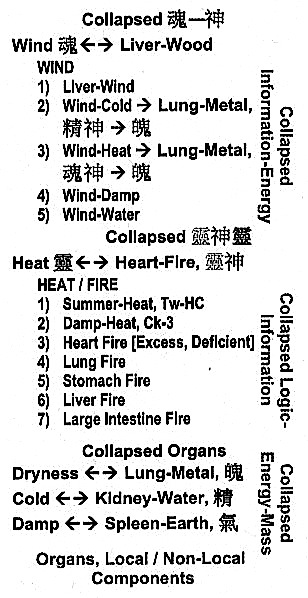 Collapsed 魂—神
Wind 魂 ←→ Liver-Wood
WIND
1) Liver-Wind
2) Wind-Cold → Lung-Metal,
精神 → 魄
3) Wind-Heat → Lung-Metal,
魂神 → 魄
4) Wind-Damp
5) Wind-Water
Collapsed
Information-Energy
Collapsed 靈神靈
Heat 靈 ←→ Heart-Fire, 靈神
HEAT / FIRE
1) Summer-Heat, Tw-HC
2) Damp-Heat, Ck-3
3) Heart Fire [Excess, Deficient]
4) Lung Fire
5) Stomach Fire
6) Liver Fire
7) Large Intestine Fire
Collapsed Logic-
Information
Collapsed Organs
Dryness ←→ Lung-Metal, 魄
Cold ←→ Kidney-Water, 精
Damp ←→ Spleen-Earth, 氣
Collapsed
Energy-Mass
Organs, Local / Non-Local
Components